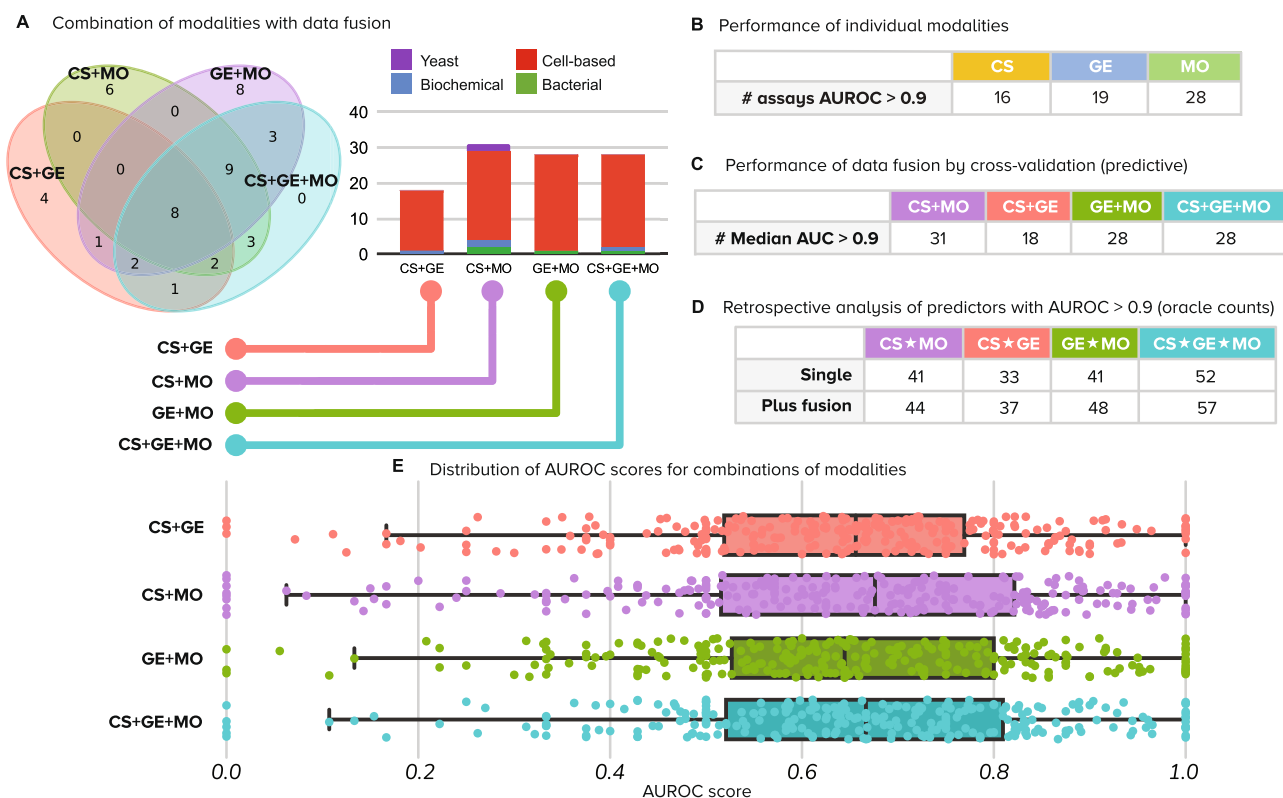 A Combination of modalities with data fusion
CS+MO
6
GE+MO
8
0
0
3
CS+GE
4
0
9
CS+GE+MO
0
8
1
3
2
2
1
Yeast
Cell-based
Biochemical
Bacterial
40
30
20
10
0
CS+GE CS+MO GE+MO CS+GE+MO
CS+GE
CS+MO
GE+MO
CS+GE+MO
B Performance of individual modalities
CS GE MO
# assays AUROC > 0.9 16 19 28
C Performance of data fusion by cross-validation (predictive)
CS+MO CS+GE GE+MO CS+GE+MO
# Median AUC > 0.9 31 18 28 28
D Retrospective analysis of predictors with AUROC > 0.9 (oracle counts)
CS★MO CS★GE GE★MO CS★GE★MO
Single 41 33 41 52
Plus fusion 44 37 48 57
E Distribution of AUROC scores for combinations of modalities
CS+GE
CS+MO
GE+MO
CS+GE+MO
0.0 0.2 0.4 0.6 0.8 1.0
AUROC score